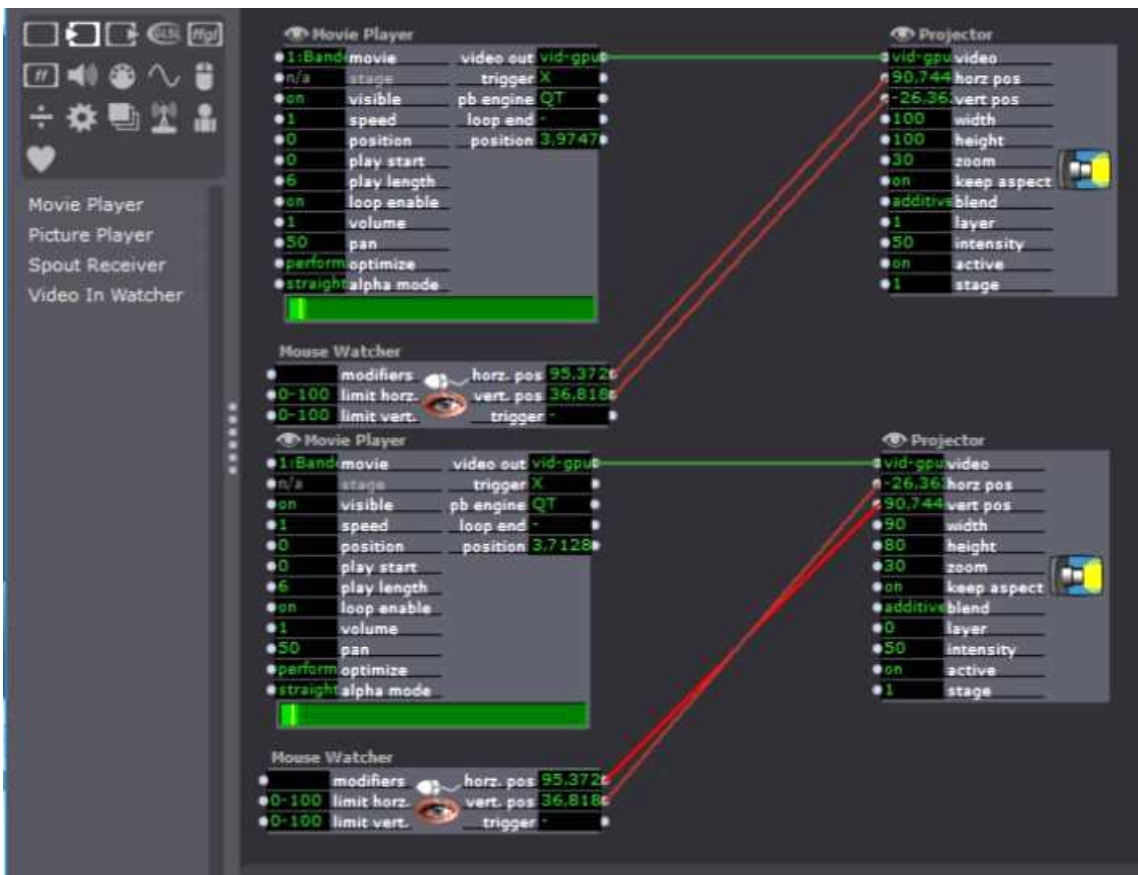 GLSL ffgl
ff
Movie Player
Picture Player
Spout Receiver
Video In Watcher
Movie Player
1:Band movie video out vid-gpu
n/a stage trigger X
on visible pb engine QT
1 speed loop end -
0 position position 3,9747
0 play start
6 play length
on loop enable
1 volume
50 pan
perform optimize
straight alpha mode
Projector
vid-gpu video
90,744 horz pos
-26,36 vert pos
100 width
100 height
30 zoom
on keep aspect
additive blend
1 layer
50 intensity
on active
1 stage
Mouse Watcher
modifiers horz. pos 95,372
0-100 limit horz. vert. pos 36,818
0-100 limit vert. trigger -
Movie Player
1:Band movie video out vid-gpu
n/a stage trigger X
on visible pb engine QT
1 speed loop end -
0 position position 3,7128
0 play start
6 play length
on loop enable
1 volume
50 pan
perform optimize
straight alpha mode
Projector
vid-gpu video
-26,36 horz pos
90,744 vert pos
90 width
80 height
30 zoom
on keep aspect
additive blend
0 layer
50 intensity
on active
1 stage
Mouse Watcher
modifiers horz. pos 95,372
0-100 limit horz. vert. pos 36,818
0-100 limit vert. trigger -